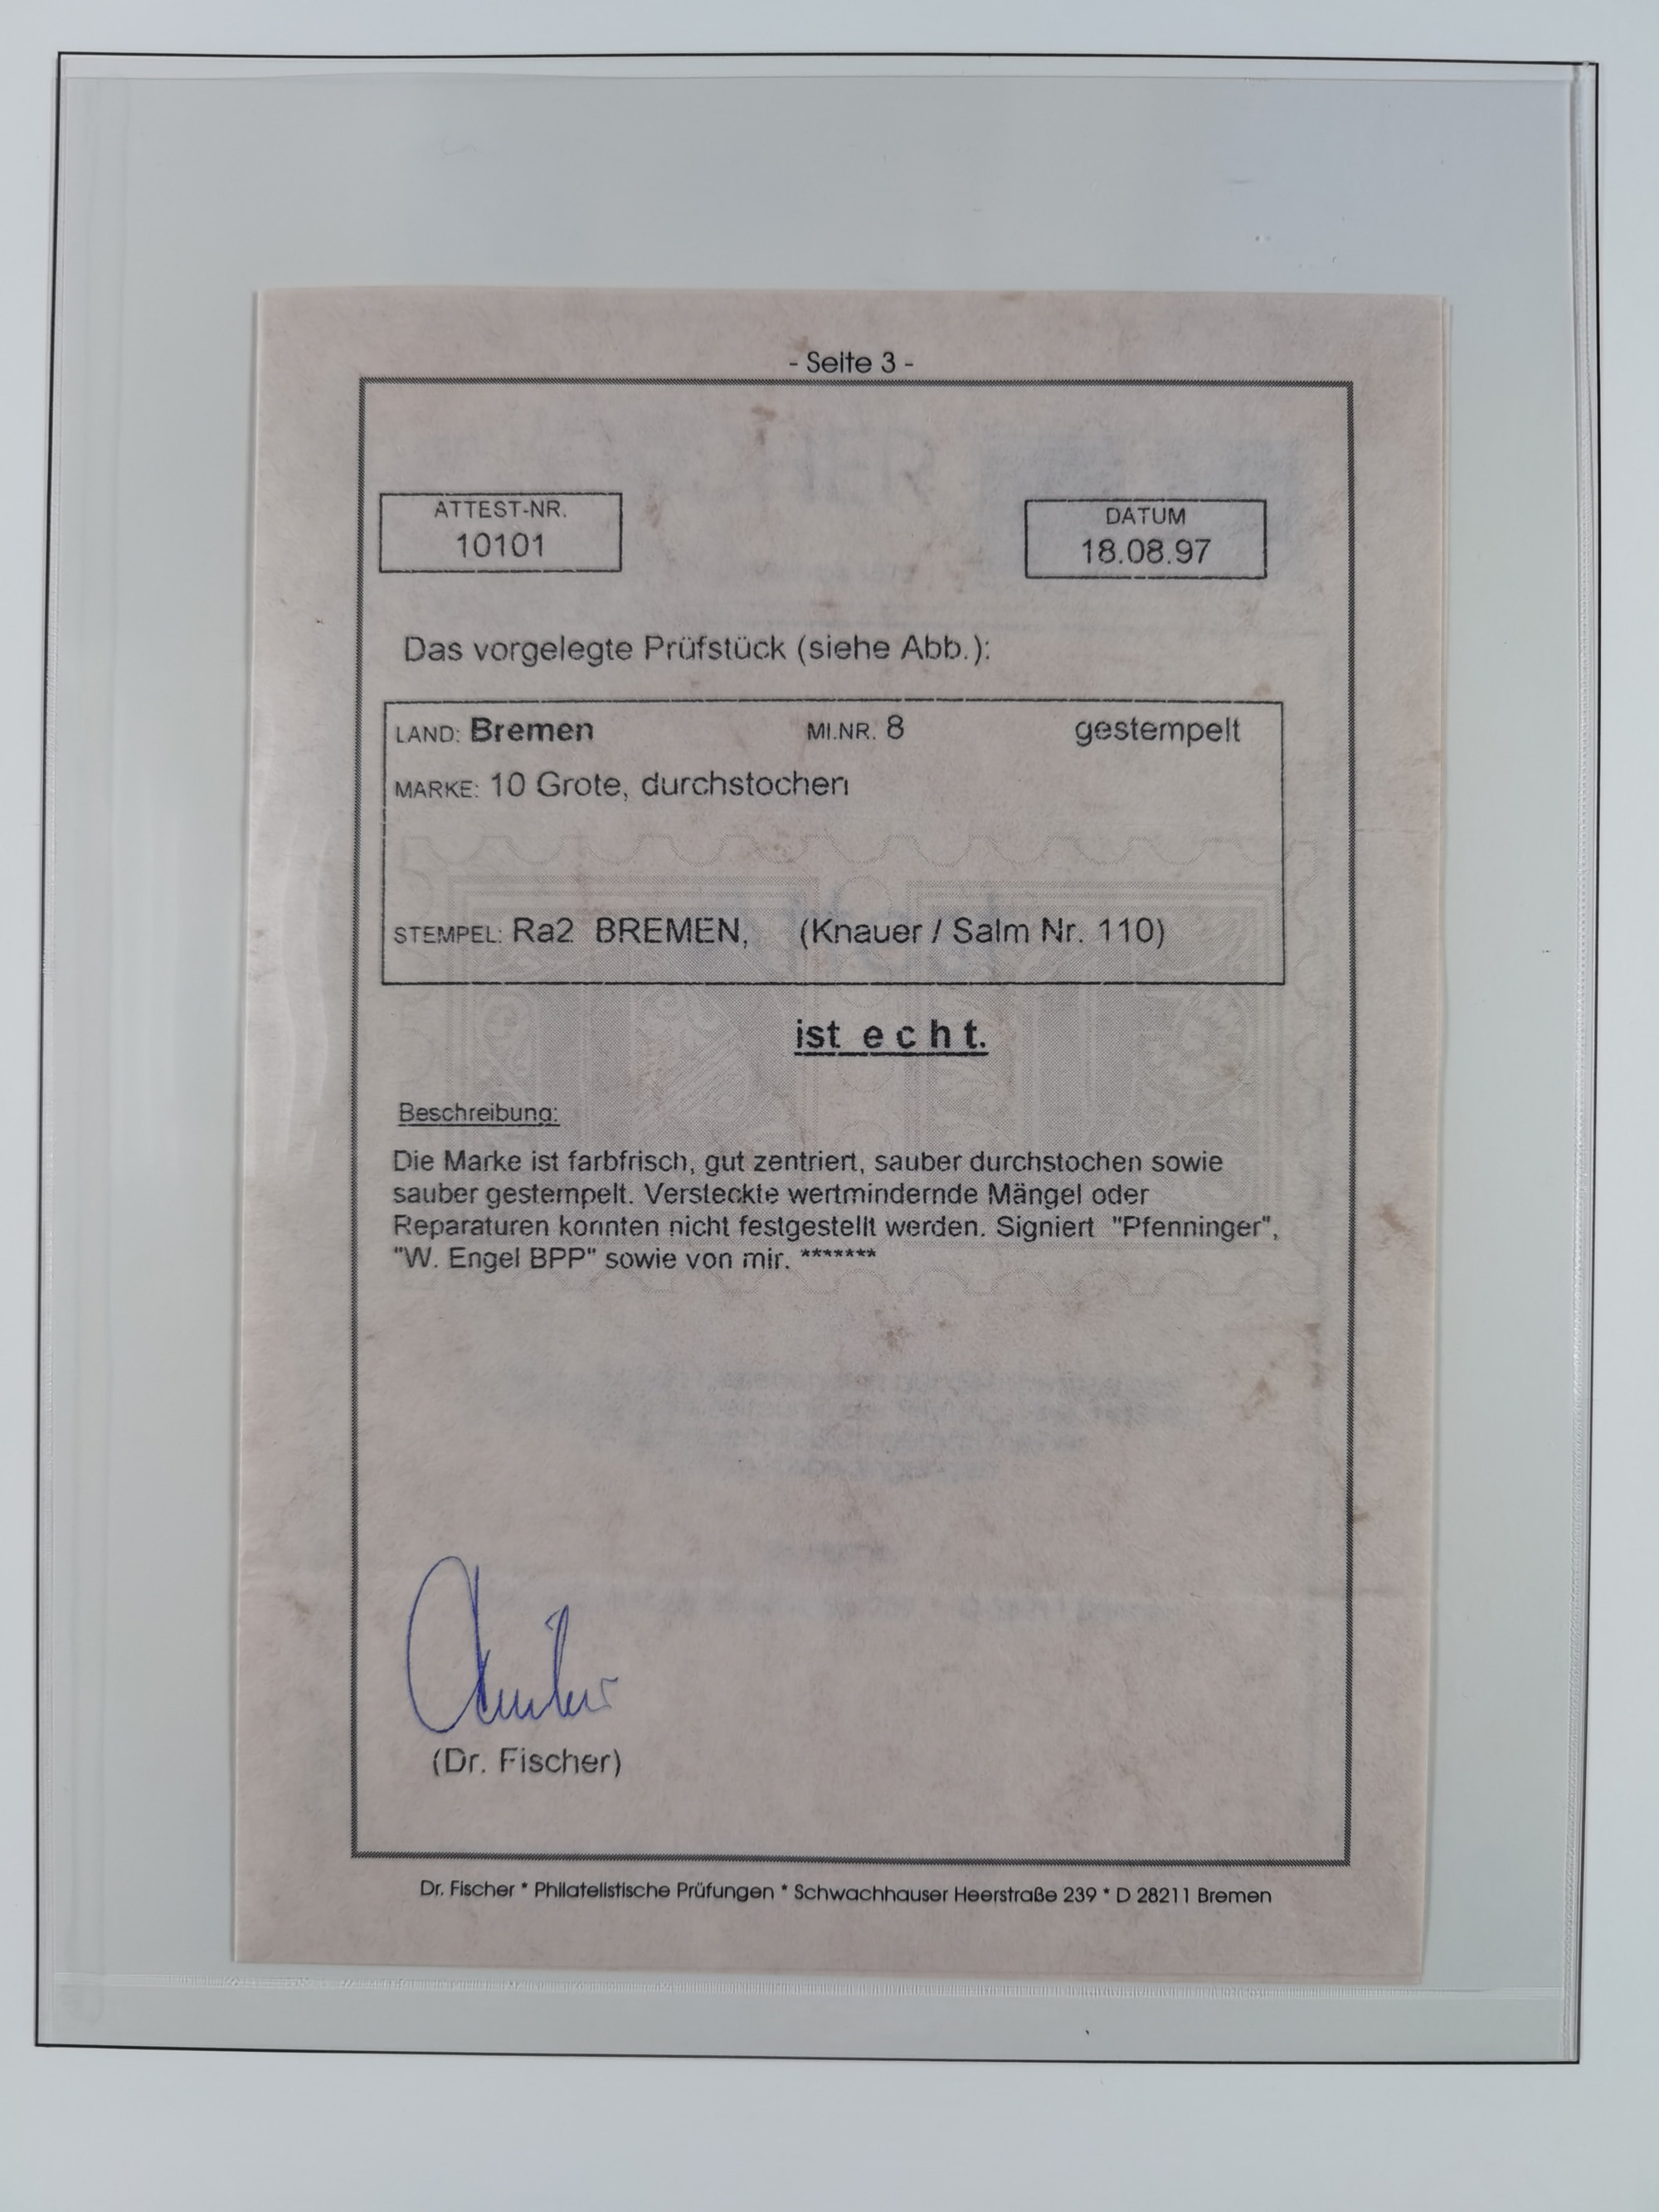 - Seite 3 -
ATTEST-NR.
10101
DATUM
18.08.97
Das vorgelegte Prüfstück (siehe Abb.):
LAND: Bremen MI.NR. 8 gestempelt
MARKE: 10 Grote, durchstochen
STEMPEL: Ra2 BREMEN, (Knauer / Salm Nr. 110)
ist echt.
Beschreibung:
Die Marke ist farbfrisch, gut zentriert, sauber durchstochen sowie
sauber gestempelt. Versteckte wertmindernde Mängel oder
Reparaturen konnten nicht festgestellt werden. Signiert "Pfenninger",
"W. Engel BPP" sowie von mir. *******
(Dr. Fischer)
Dr. Fischer * Philatelistische Prüfungen * Schwachhauser Heerstraße 239 * D 28211 Bremen